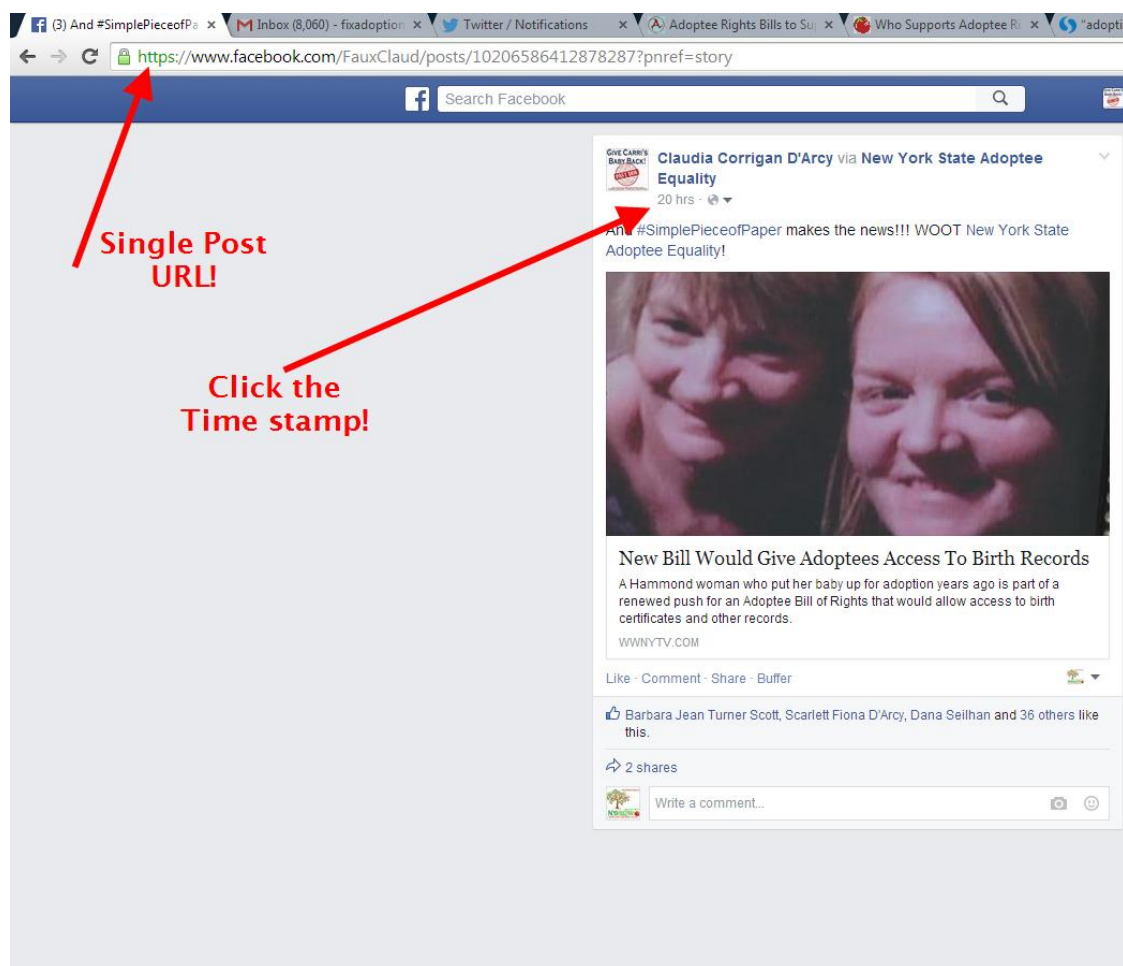 (3) And #SimplePieceofPa
Inbox (8,060) - fixadoption
Twitter / Notifications
Adoptee Rights Bills to Su
Who Supports Adoptee R
"adopti
https://www.facebook.com/FauxClaud/posts/10206586412878287?pnref=story
Search Facebook
GIVE CARRI'S
BABY BACK!
Claudia Corrigan D'Arcy via New York State Adoptee
Equality
20 hrs ·
And #SimplePieceofPaper makes the news!!! WOOT New York State
Adoptee Equality!
Single Post
URL!
Click the
Time stamp!
New Bill Would Give Adoptees Access To Birth Records
A Hammond woman who put her baby up for adoption years ago is part of a
renewed push for an Adoptee Bill of Rights that would allow access to birth
certificates and other records.
WWNYTV.COM
Like · Comment · Share · Buffer
Barbara Jean Turner Scott, Scarlett Fiona D'Arcy, Dana Seilhan and 36 others like
this.
2 shares
Write a comment...